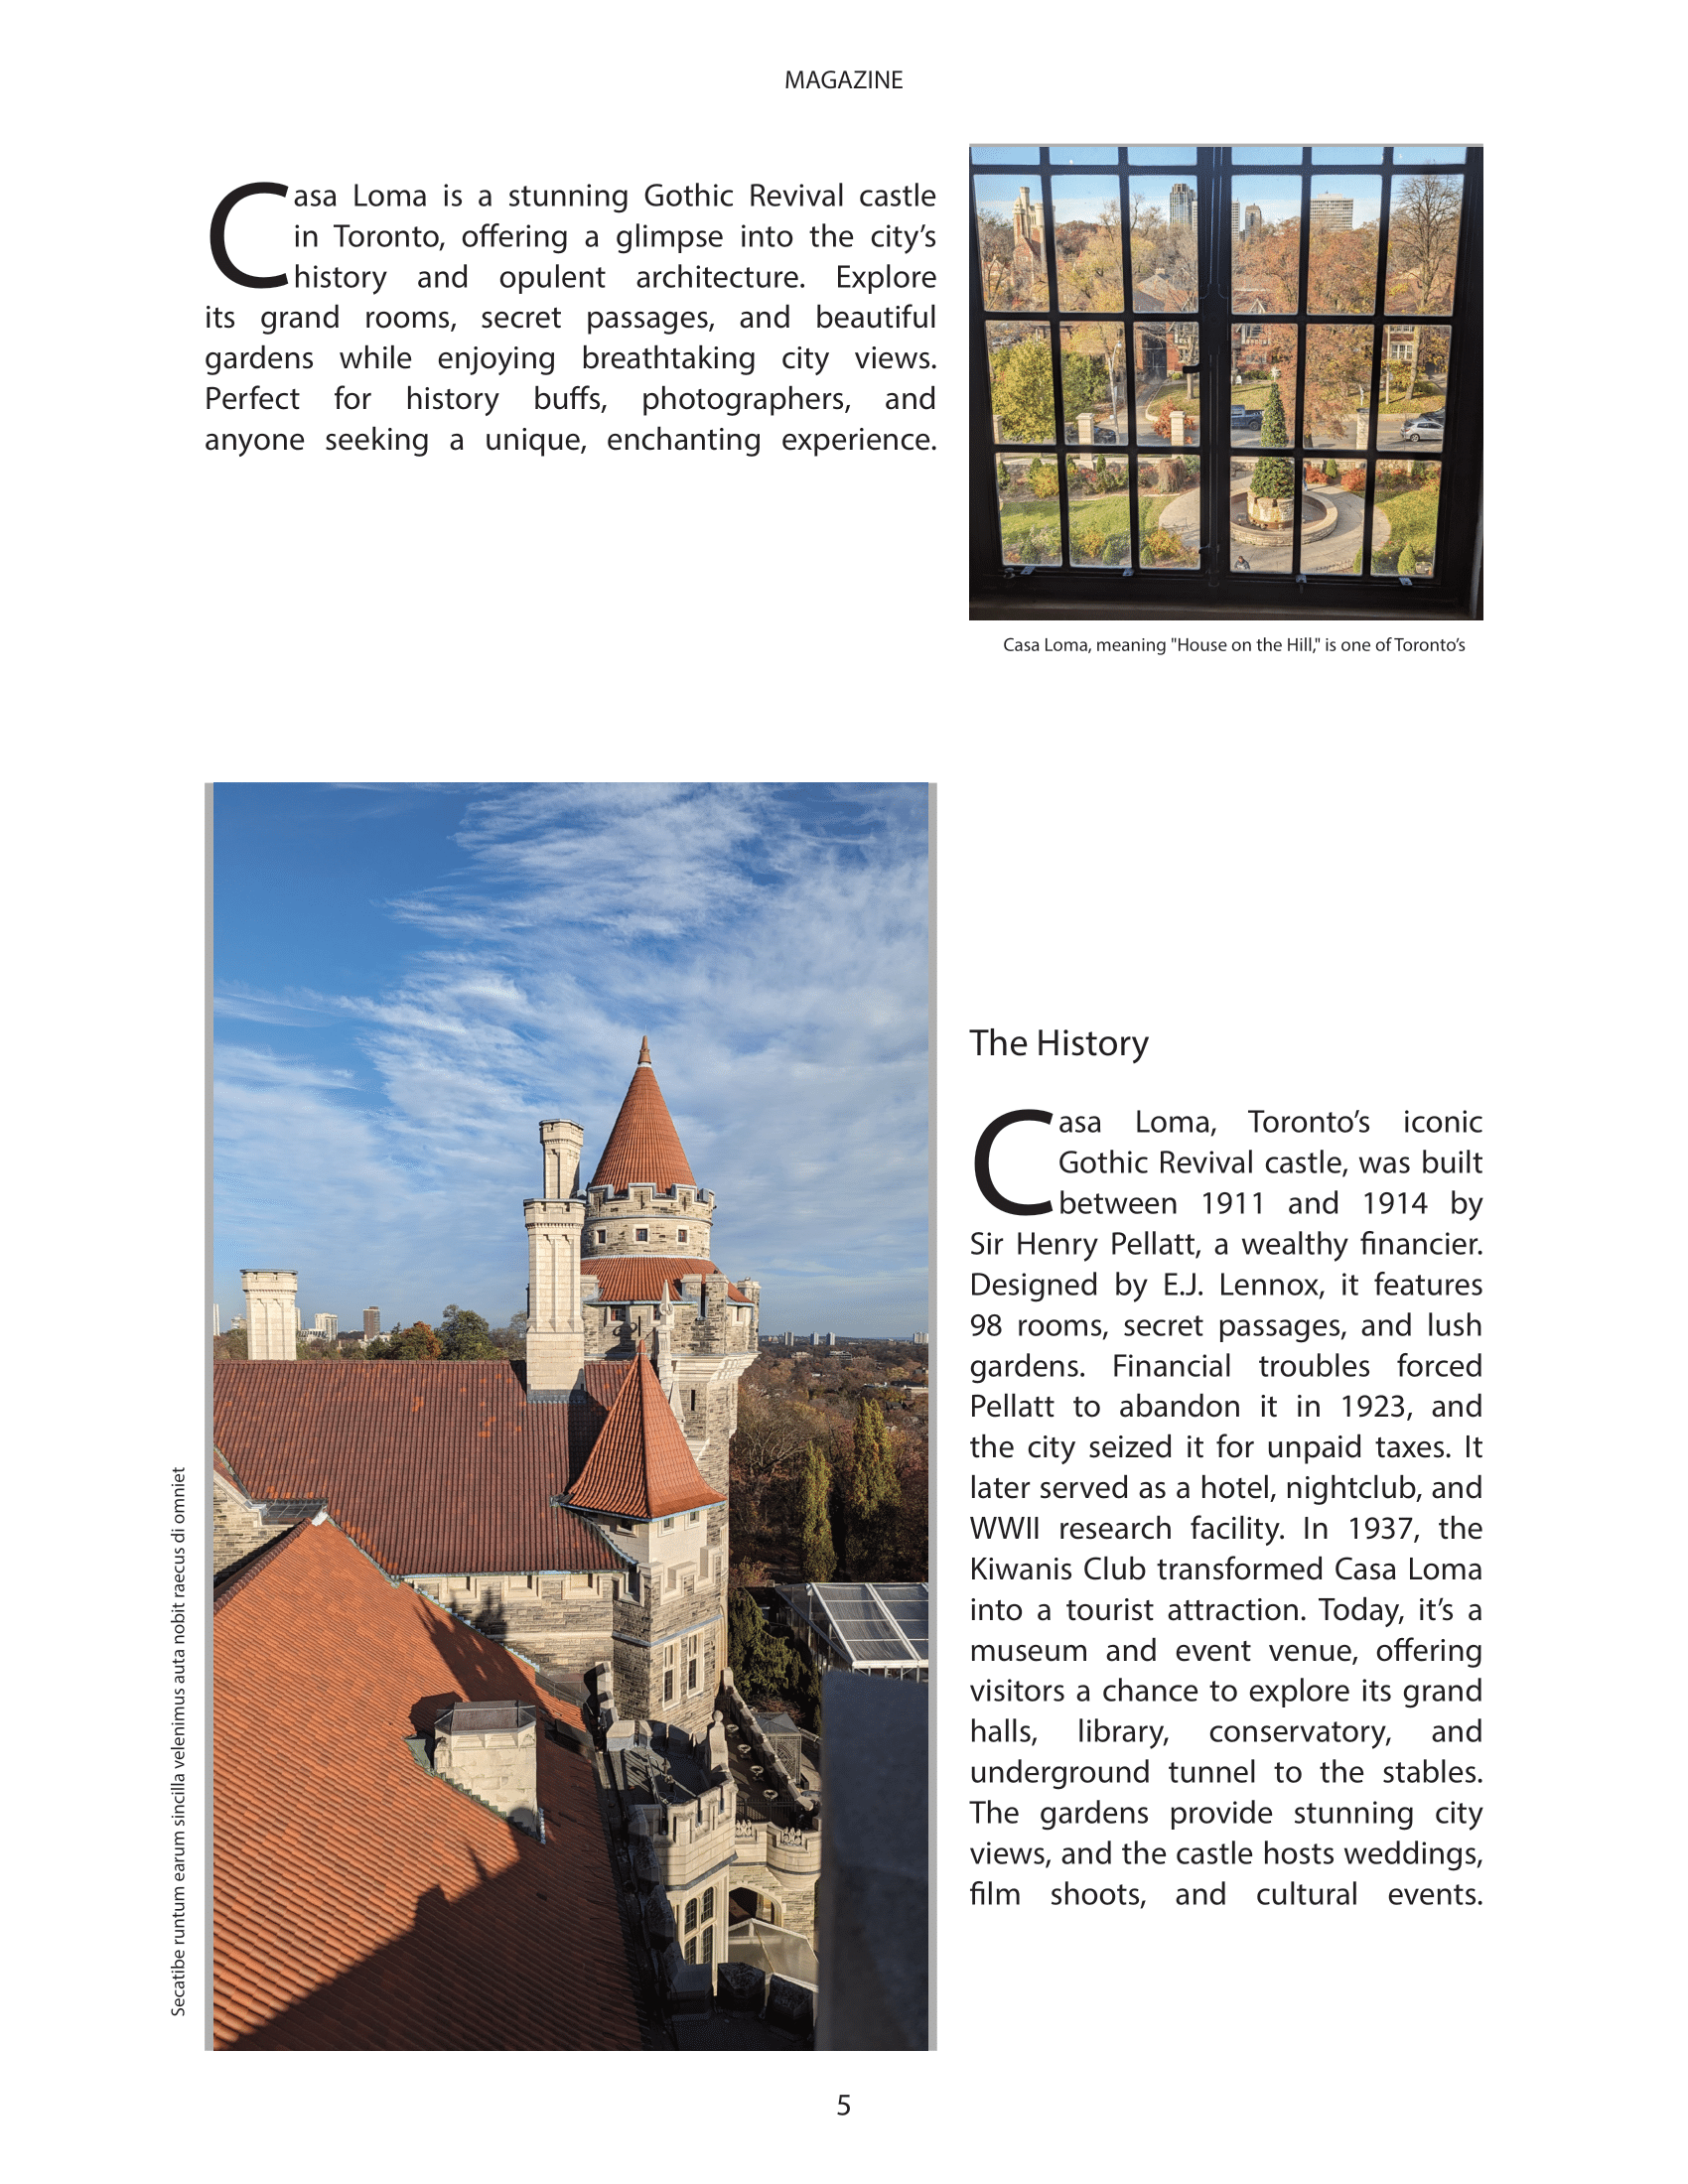 MAGAZINE
Casa Loma is a stunning Gothic Revival castle
in Toronto, offering a glimpse into the city’s
history and opulent architecture. Explore
its grand rooms, secret passages, and beautiful
gardens while enjoying breathtaking city views.
Perfect for history buffs, photographers, and
anyone seeking a unique, enchanting experience.
Casa Loma, meaning "House on the Hill," is one of Toronto’s
Secatibe runtum earum sincilla velenimus auta nobit raecus di omniet
The History
Casa Loma, Toronto’s iconic
Gothic Revival castle, was built
between 1911 and 1914 by
Sir Henry Pellatt, a wealthy financier.
Designed by E.J. Lennox, it features
98 rooms, secret passages, and lush
gardens. Financial troubles forced
Pellatt to abandon it in 1923, and
the city seized it for unpaid taxes. It
later served as a hotel, nightclub, and
WWII research facility. In 1937, the
Kiwanis Club transformed Casa Loma
into a tourist attraction. Today, it’s a
museum and event venue, offering
visitors a chance to explore its grand
halls, library, conservatory, and
underground tunnel to the stables.
The gardens provide stunning city
views, and the castle hosts weddings,
film shoots, and cultural events.
5